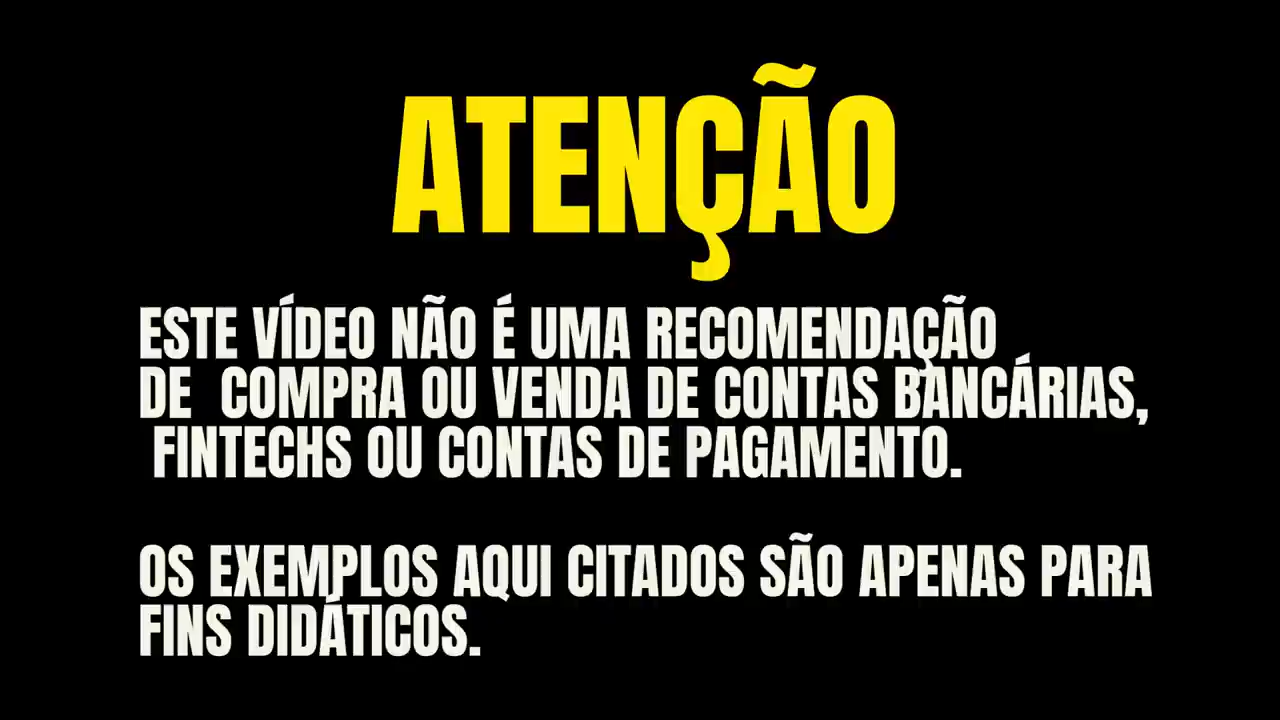 ATENÇÃO
ESTE VÍDEO NÃO É UMA RECOMENDAÇÃO
DE COMPRA OU VENDA DE CONTAS BANCÁRIAS,
FINTECHS OU CONTAS DE PAGAMENTO.
OS EXEMPLOS AQUI CITADOS SÃO APENAS PARA
FINS DIDÁTICOS.